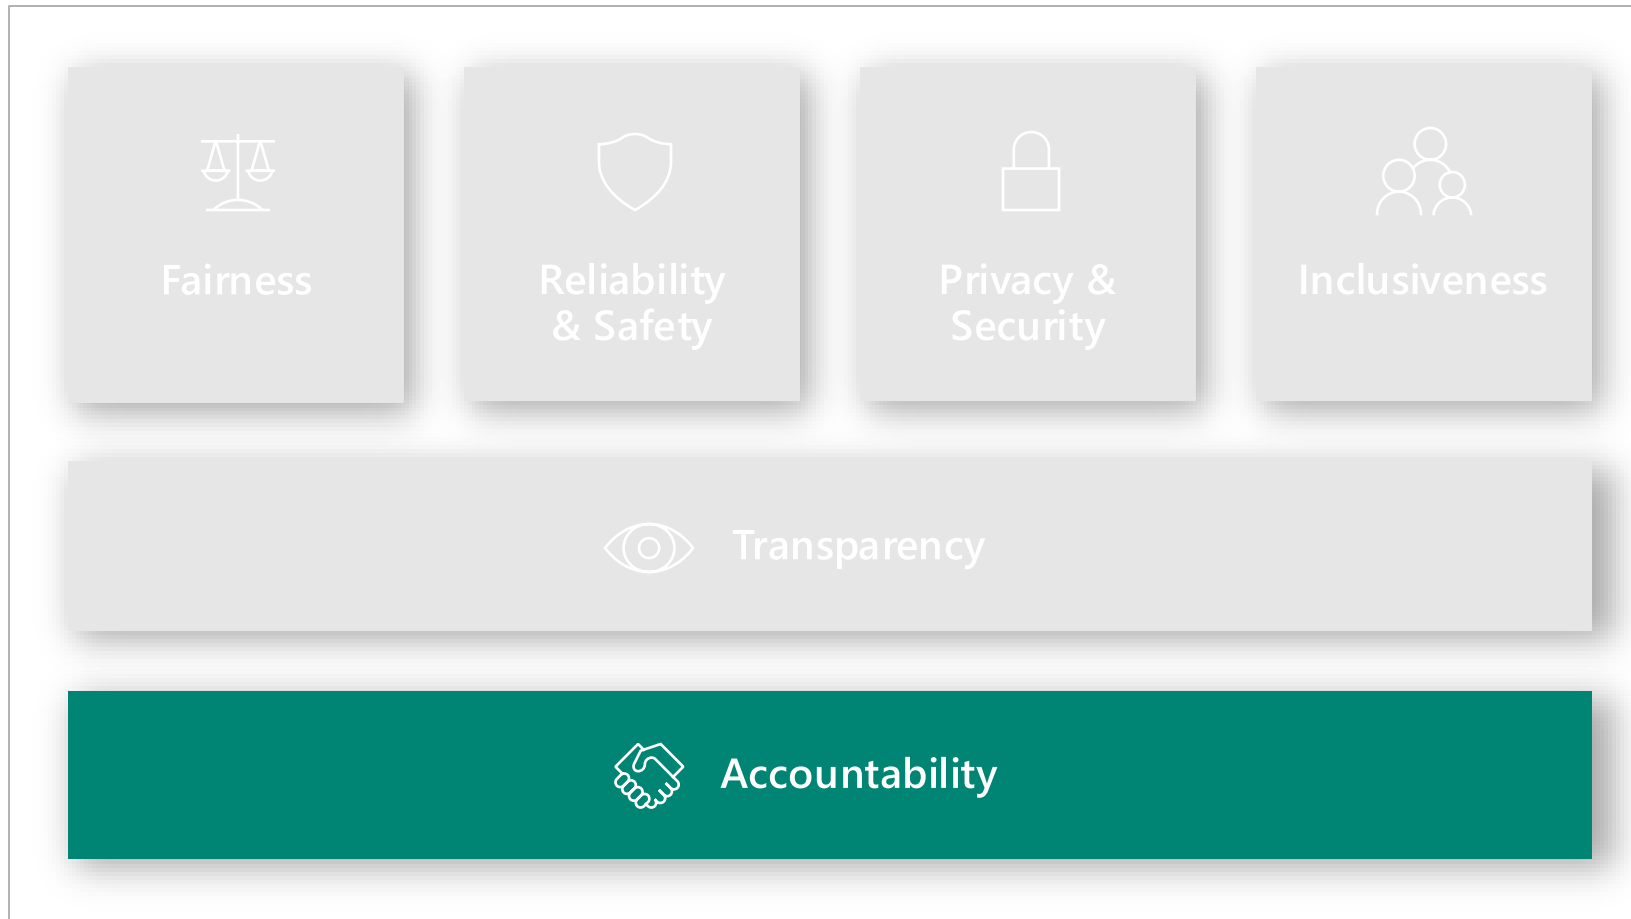 Fairness
Reliability
& Safety
Privacy &
Security
Inclusiveness
Transparency
Accountability